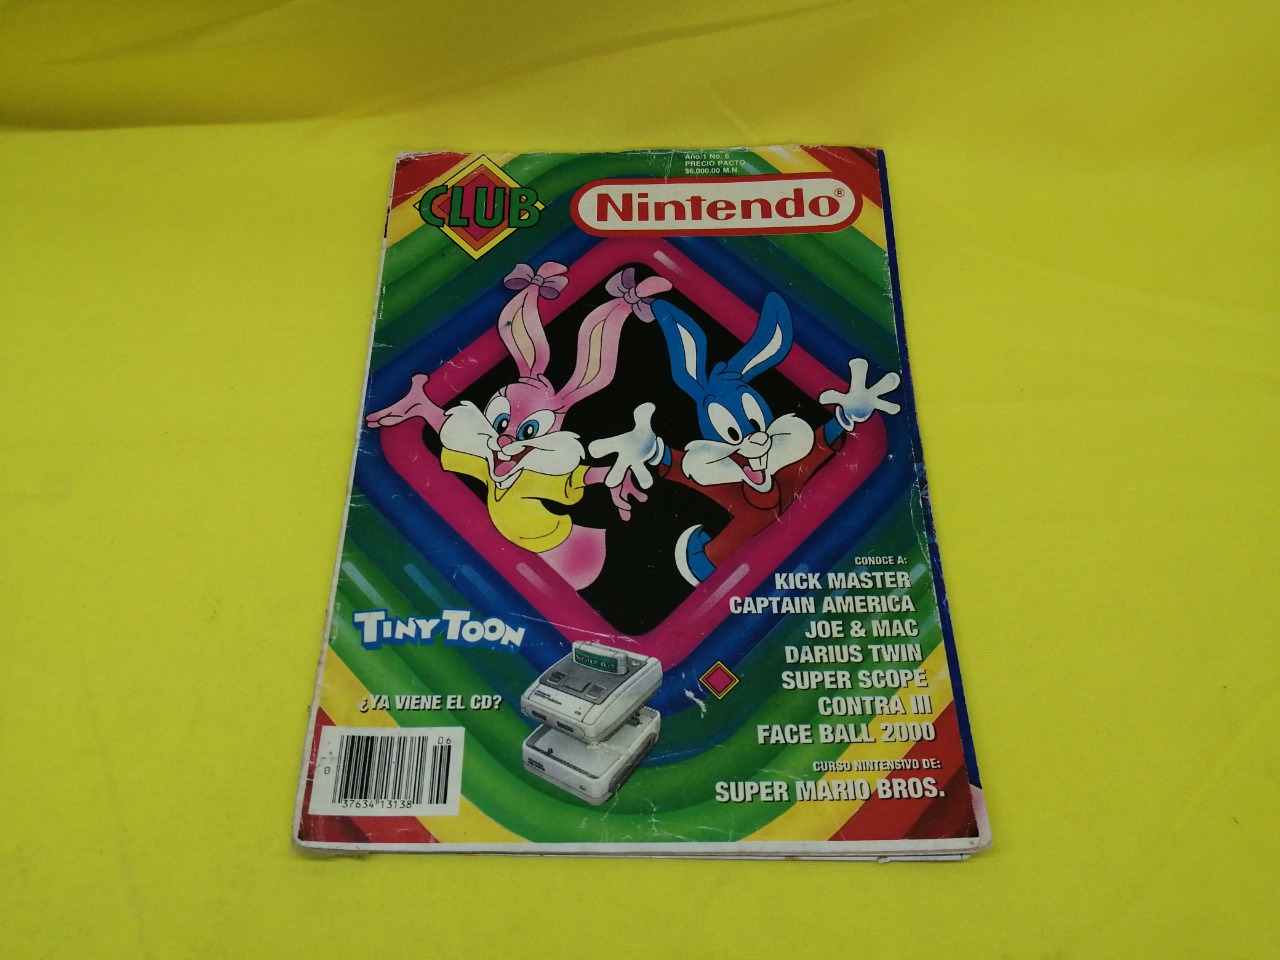 Año 1 No. 6
PRECIO PACTO
$6,000.00 M.N.
CLUB
Nintendo®
CONOCE A:
KICK MASTER
CAPTAIN AMERICA
JOE & MAC
DARIUS TWIN
SUPER SCOPE
CONTRA III
FACE BALL 2000
CURSO NINTENSIVO DE:
SUPER MARIO BROS.
TINY TOON
¿YA VIENE EL CD?
06
0
37634 13138